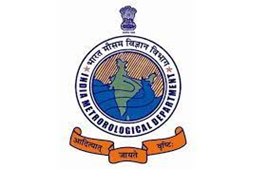 भारत मौसम विज्ञान विभाग
INDIA METEOROLOGICAL DEPARTMENT
आदित्यात् जायते वृष्टि: